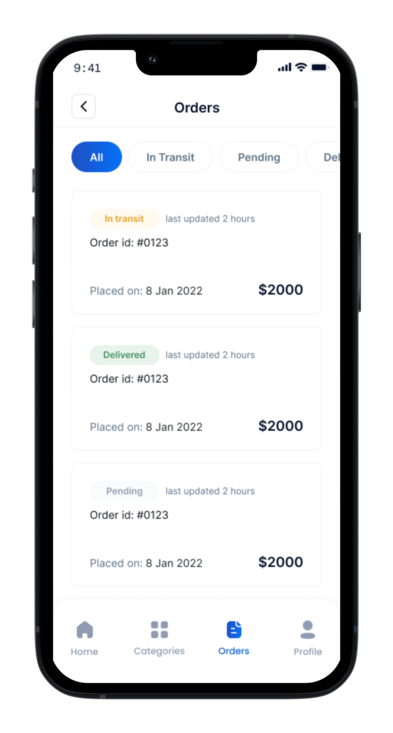 9:41
Orders
All In Transit Pending Del
In transit last updated 2 hours
Order id: #0123
Placed on: 8 Jan 2022 $2000
Delivered last updated 2 hours
Order id: #0123
Placed on: 8 Jan 2022 $2000
Pending last updated 2 hours
Order id: #0123
Placed on: 8 Jan 2022 $2000
Home Categories Orders Profile